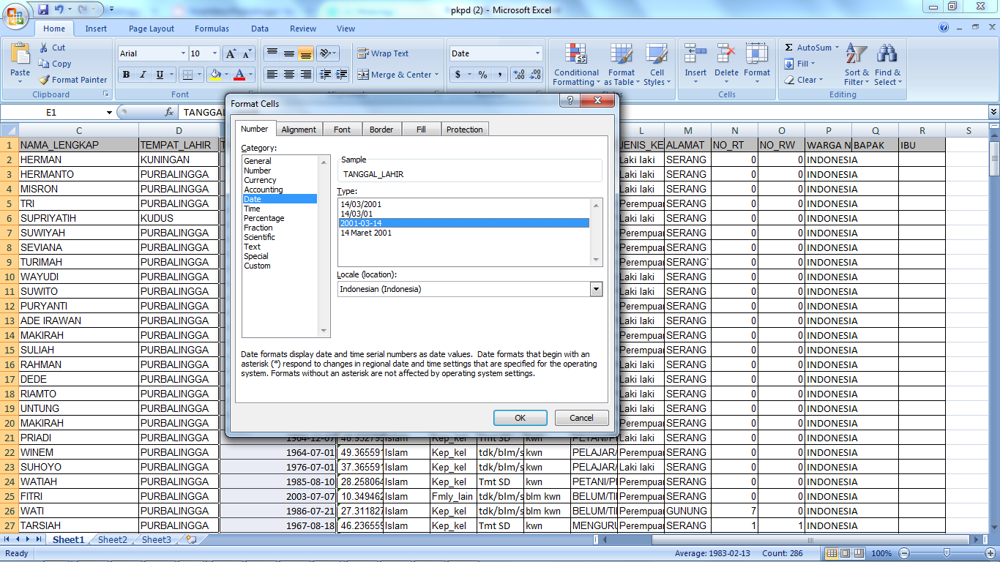 pkpd (2) - Microsoft Excel
Home Insert Page Layout Formulas Data Review View
Paste Cut Copy Format Painter Clipboard
Arial 10 B I U Font
Wrap Text Merge & Center
Date $ % ,
Conditional Formatting Format as Table Cell Styles
Insert Delete Format Cells
AutoSum Fill Clear Sort & Filter Find & Select Editing
E1 fx
C D L M N O P Q R S
1 NAMA_LENGKAP TEMPAT_LAHIR JENIS_KE ALAMAT NO_RT NO_RW WARGA N BAPAK IBU
2 HERMAN KUNINGAN Laki laki SERANG 0 0 INDONESIA
3 HERMANTO PURBALINGGA Laki laki SERANG 0 0 INDONESIA
4 MISRON PURBALINGGA Laki laki SERANG 0 0 INDONESIA
5 TRI PURBALINGGA Perempuan SERANG 0 0 INDONESIA
6 SUPRIYATIH KUDUS Laki laki SERANG 0 0 INDONESIA
7 SUWIYAH PURBALINGGA Perempuan SERANG 0 0 INDONESIA
8 SEVIANA PURBALINGGA Perempuan SERANG 0 0 INDONESIA
9 TURIMAH PURBALINGGA Perempuan SERANG` 0 0 INDONESIA
10 WAYUDI PURBALINGGA Laki laki SERANG 0 0 INDONESIA
11 SUWITO PURBALINGGA Laki laki SERANG 0 0 INDONESIA
12 PURYANTI PURBALINGGA Perempuan SERANG 0 0 INDONESIA
13 ADE IRAWAN PURBALINGGA Laki laki SERANG 0 0 INDONESIA
14 MAKIRAH PURBALINGGA Perempuan SERANG 0 0 INDONESIA
15 SULIAH PURBALINGGA Perempuan SERANG 0 0 INDONESIA
16 RAHMAN PURBALINGGA Laki laki SERANG 0 0 INDONESIA
17 DEDE PURBALINGGA Laki laki SERANG 0 0 INDONESIA
18 RIAMTO PURBALINGGA Laki laki SERANG 0 0 INDONESIA
19 UNTUNG PURBALINGGA Laki laki SERANG 0 0 INDONESIA
20 MAKIRAH PURBALINGGA Perempuan SERANG 0 0 INDONESIA
21 PRIADI PURBALINGGA 1964-12-07 Islam Kep_kel Tmt SD kwn PETANI/P Laki laki SERANG 0 0 INDONESIA
22 WINEM PURBALINGGA 1964-07-01 49.365591 Islam Kep_kel tdk/blm/s kwn PELAJAR/ Perempuan SERANG 0 0 INDONESIA
23 SUHOYO PURBALINGGA 1976-07-01 37.365591 Islam Kep_kel tdk/blm/s kwn PELAJAR/ Laki laki SERANG 0 0 INDONESIA
24 WATIAH PURBALINGGA 1985-08-10 28.258064 Islam Kep_kel Tmt SD kwn PETANI/P Perempuan SERANG 0 0 INDONESIA
25 FITRI PURBALINGGA 2003-07-07 10.349462 Islam Fmly_lain tdk/blm/s blm kwn BELUM/TI Perempuan SERANG 0 0 INDONESIA
26 WATI PURBALINGGA 1986-07-21 27.311827 Islam Kep_kel tdk/blm/s blm kwn BELUM/TI Perempuan GUNUNG 7 0 INDONESIA
27 TARSIAH PURBALINGGA 1967-08-18 46.236559 Islam Kep_kel Tmt SD kwn MENGURU Perempuan SERANG 1 1 INDONESIA
Format Cells
Number Alignment Font Border Fill Protection
Category:
General
Number
Currency
Accounting
Date
Time
Percentage
Fraction
Scientific
Text
Special
Custom
Sample
TANGGAL_LAHIR
Type:
14/03/2001
14/03/01
2001-03-14
14 Maret 2001
Locale (location):
Indonesian (Indonesia)
Date formats display date and time serial numbers as date values. Date formats that begin with an
asterisk (*) respond to changes in regional date and time settings that are specified for the operating
system. Formats without an asterisk are not affected by operating system settings.
OK Cancel
Sheet1 Sheet2 Sheet3
Ready Average: 1983-02-13 Count: 286 100%